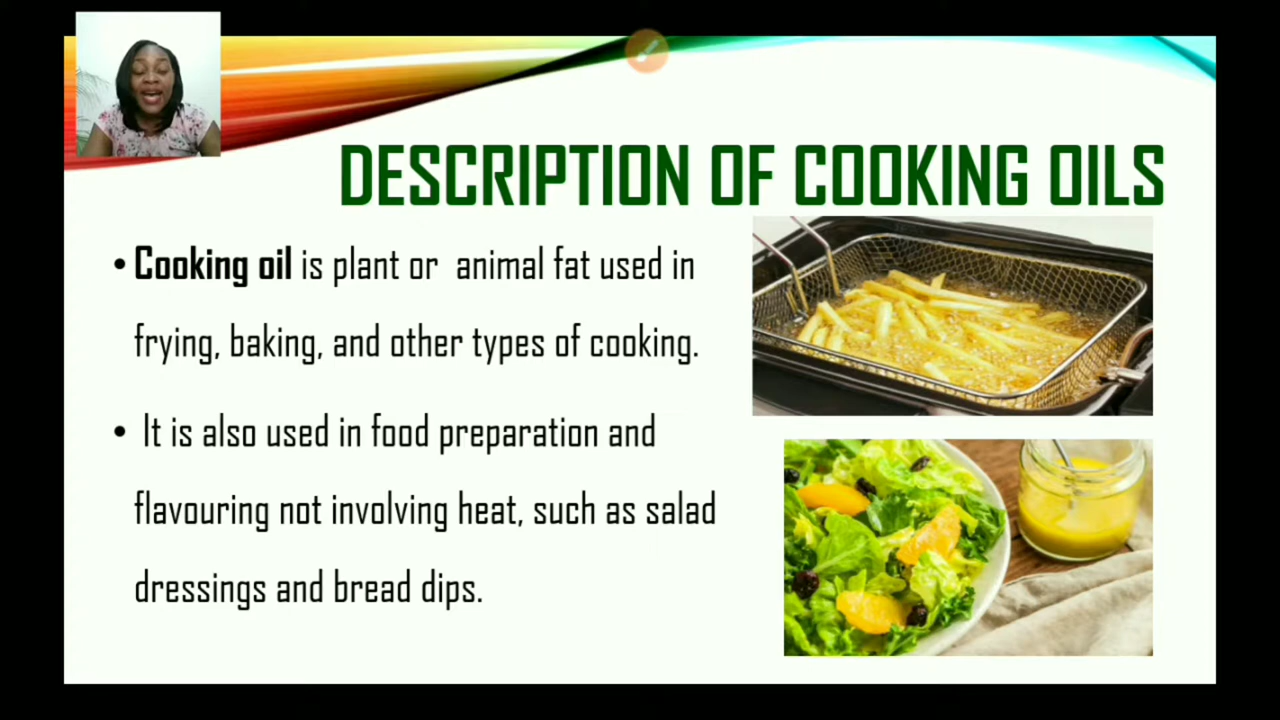 DESCRIPTION OF COOKING OILS
• Cooking oil is plant or animal fat used in
frying, baking, and other types of cooking.
• It is also used in food preparation and
flavouring not involving heat, such as salad
dressings and bread dips.